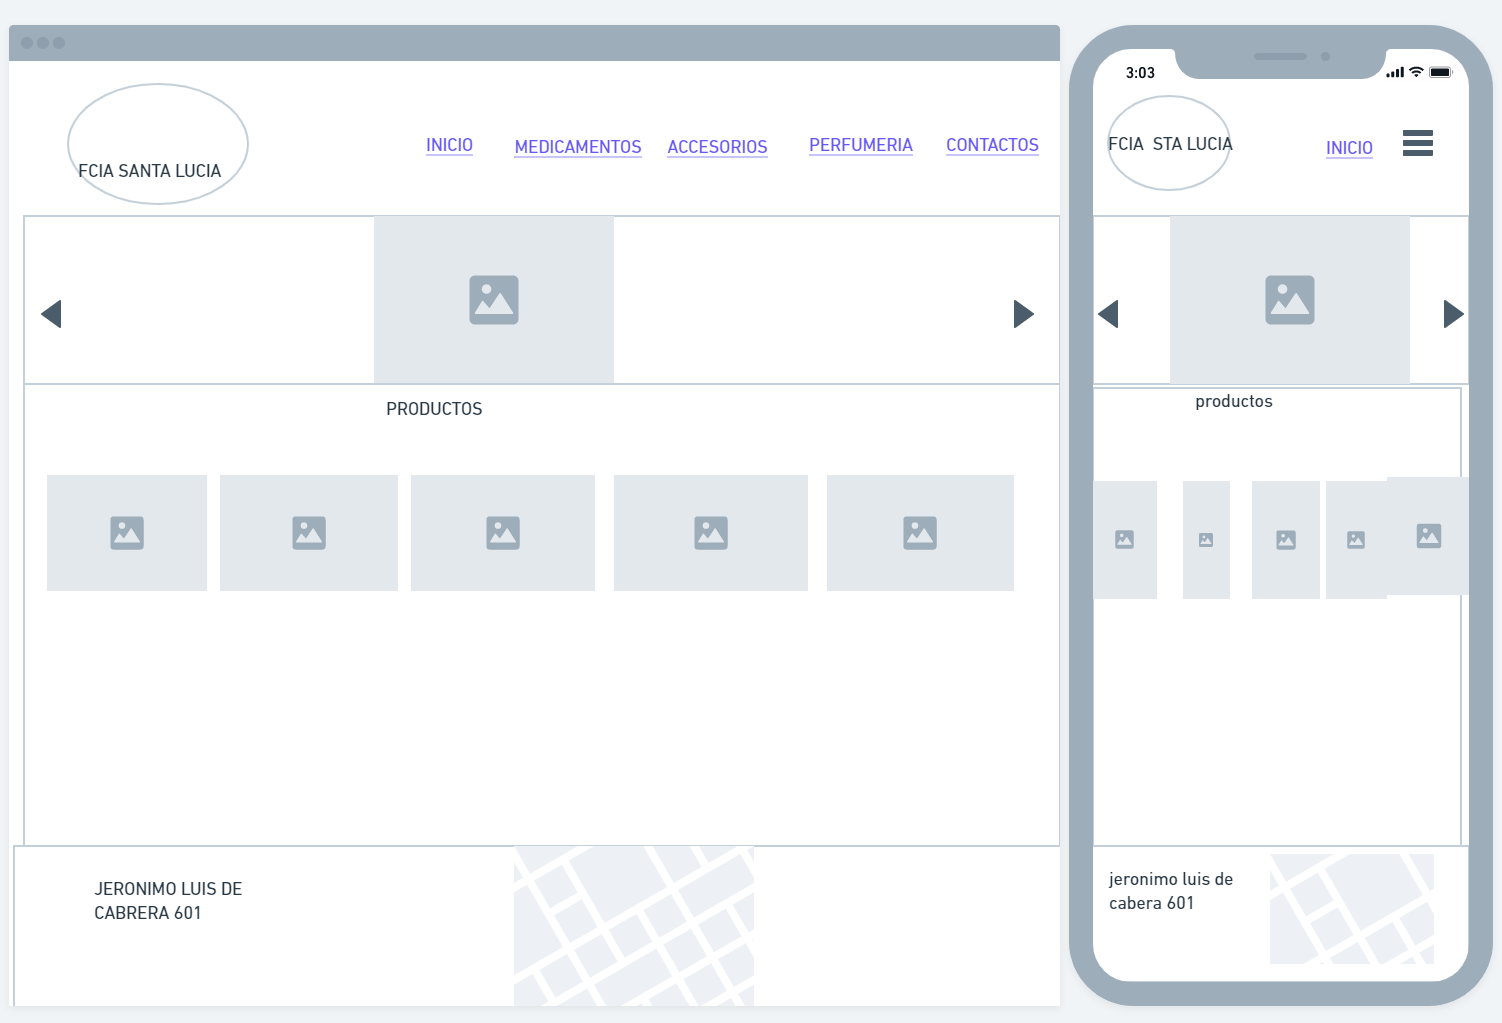 FCIA SANTA LUCIA
INICIO
MEDICAMENTOS
ACCESORIOS
PERFUMERIA
CONTACTOS
PRODUCTOS
JERONIMO LUIS DE
CABRERA 601
3:03
FCIA STA LUCIA
INICIO
productos
jeronimo luis de
cabera 601